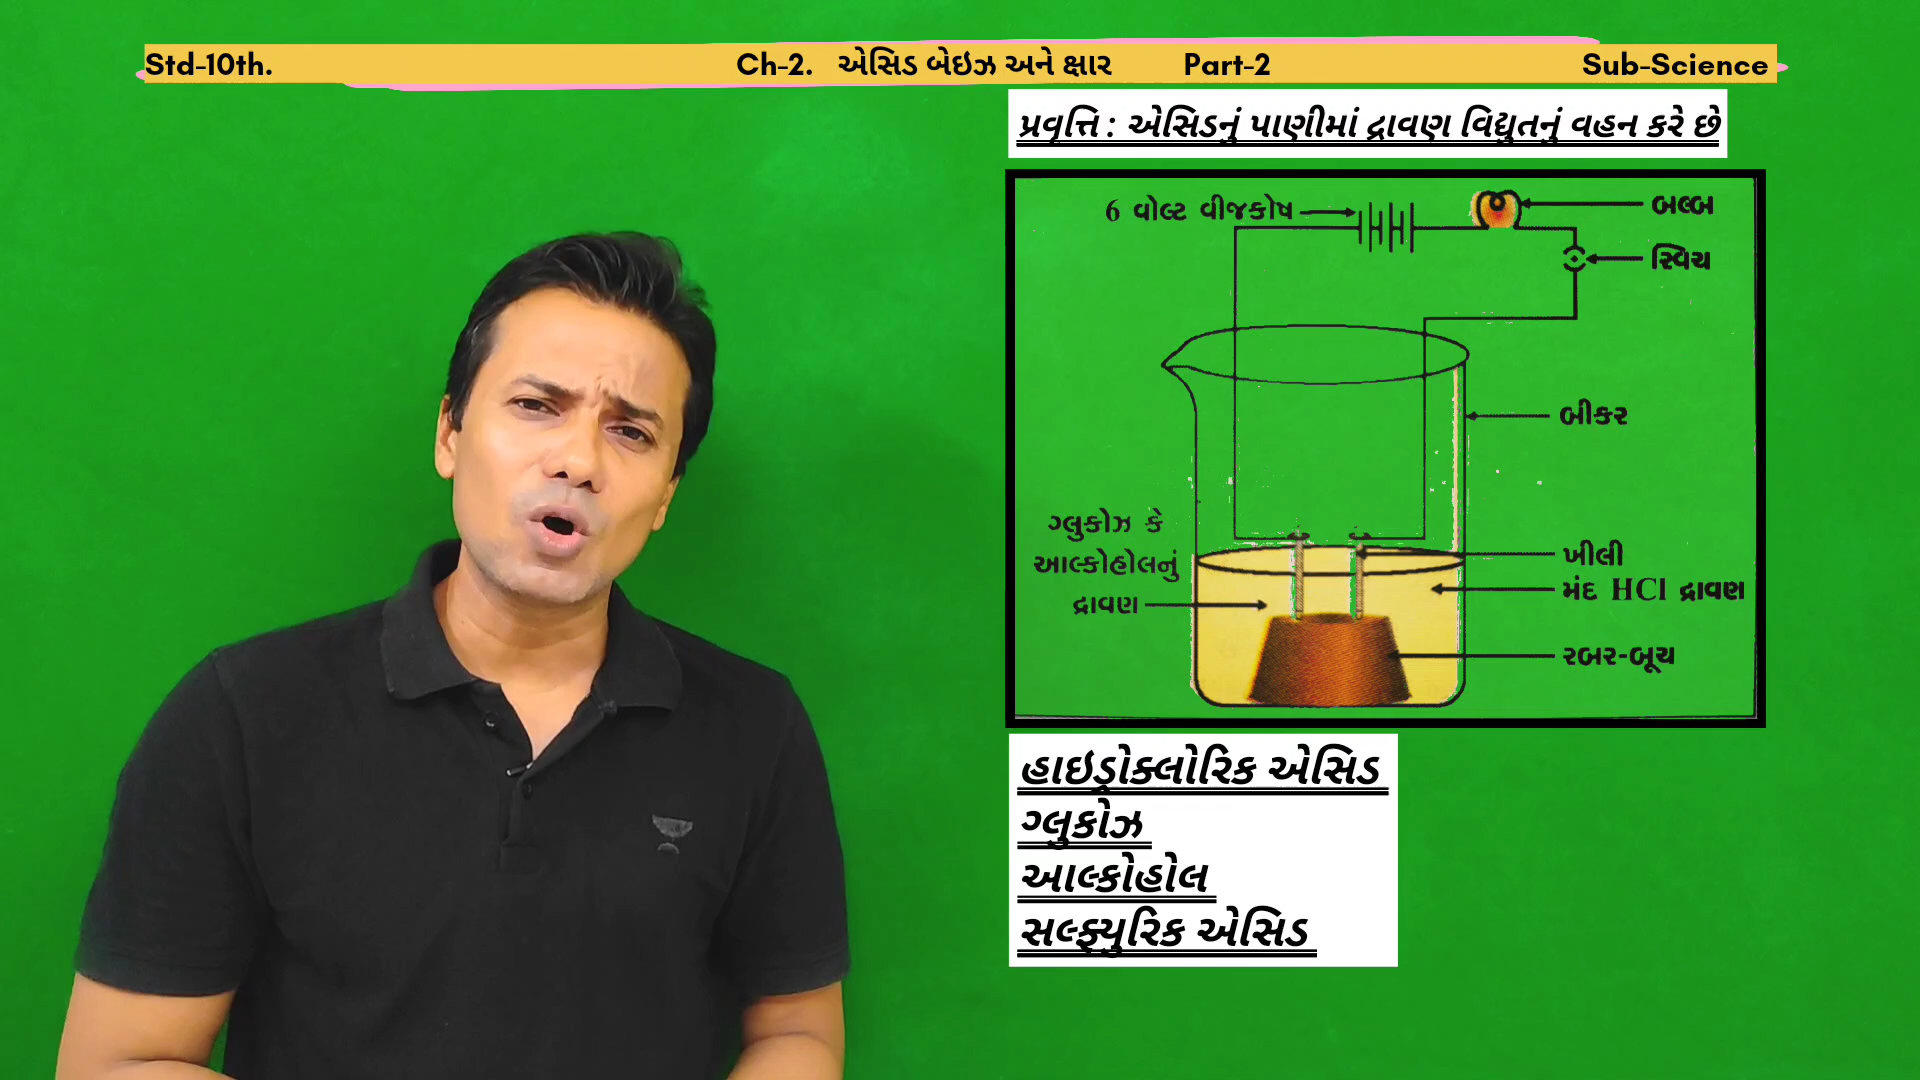 Std-10th. Ch-2. એસિડ બેઇઝ અને ક્ષાર Part-2 Sub-Science
પ્રવૃત્તિ : એસિડનું પાણીમાં દ્રાવણ વિદ્યુતનું વહન કરે છે
6 વોલ્ટ વીજકોષ
બલ્બ
સ્વિચ
બીકર
ગ્લુકોઝ કે
આલ્કોહોલનું
દ્રાવણ
ખીલી
મંદ HCl દ્રાવણ
રબર-બૂચ
હાઇડ્રોક્લોરિક એસિડ
ગ્લુકોઝ
આલ્કોહોલ
સલ્ફ્યુરિક એસિડ